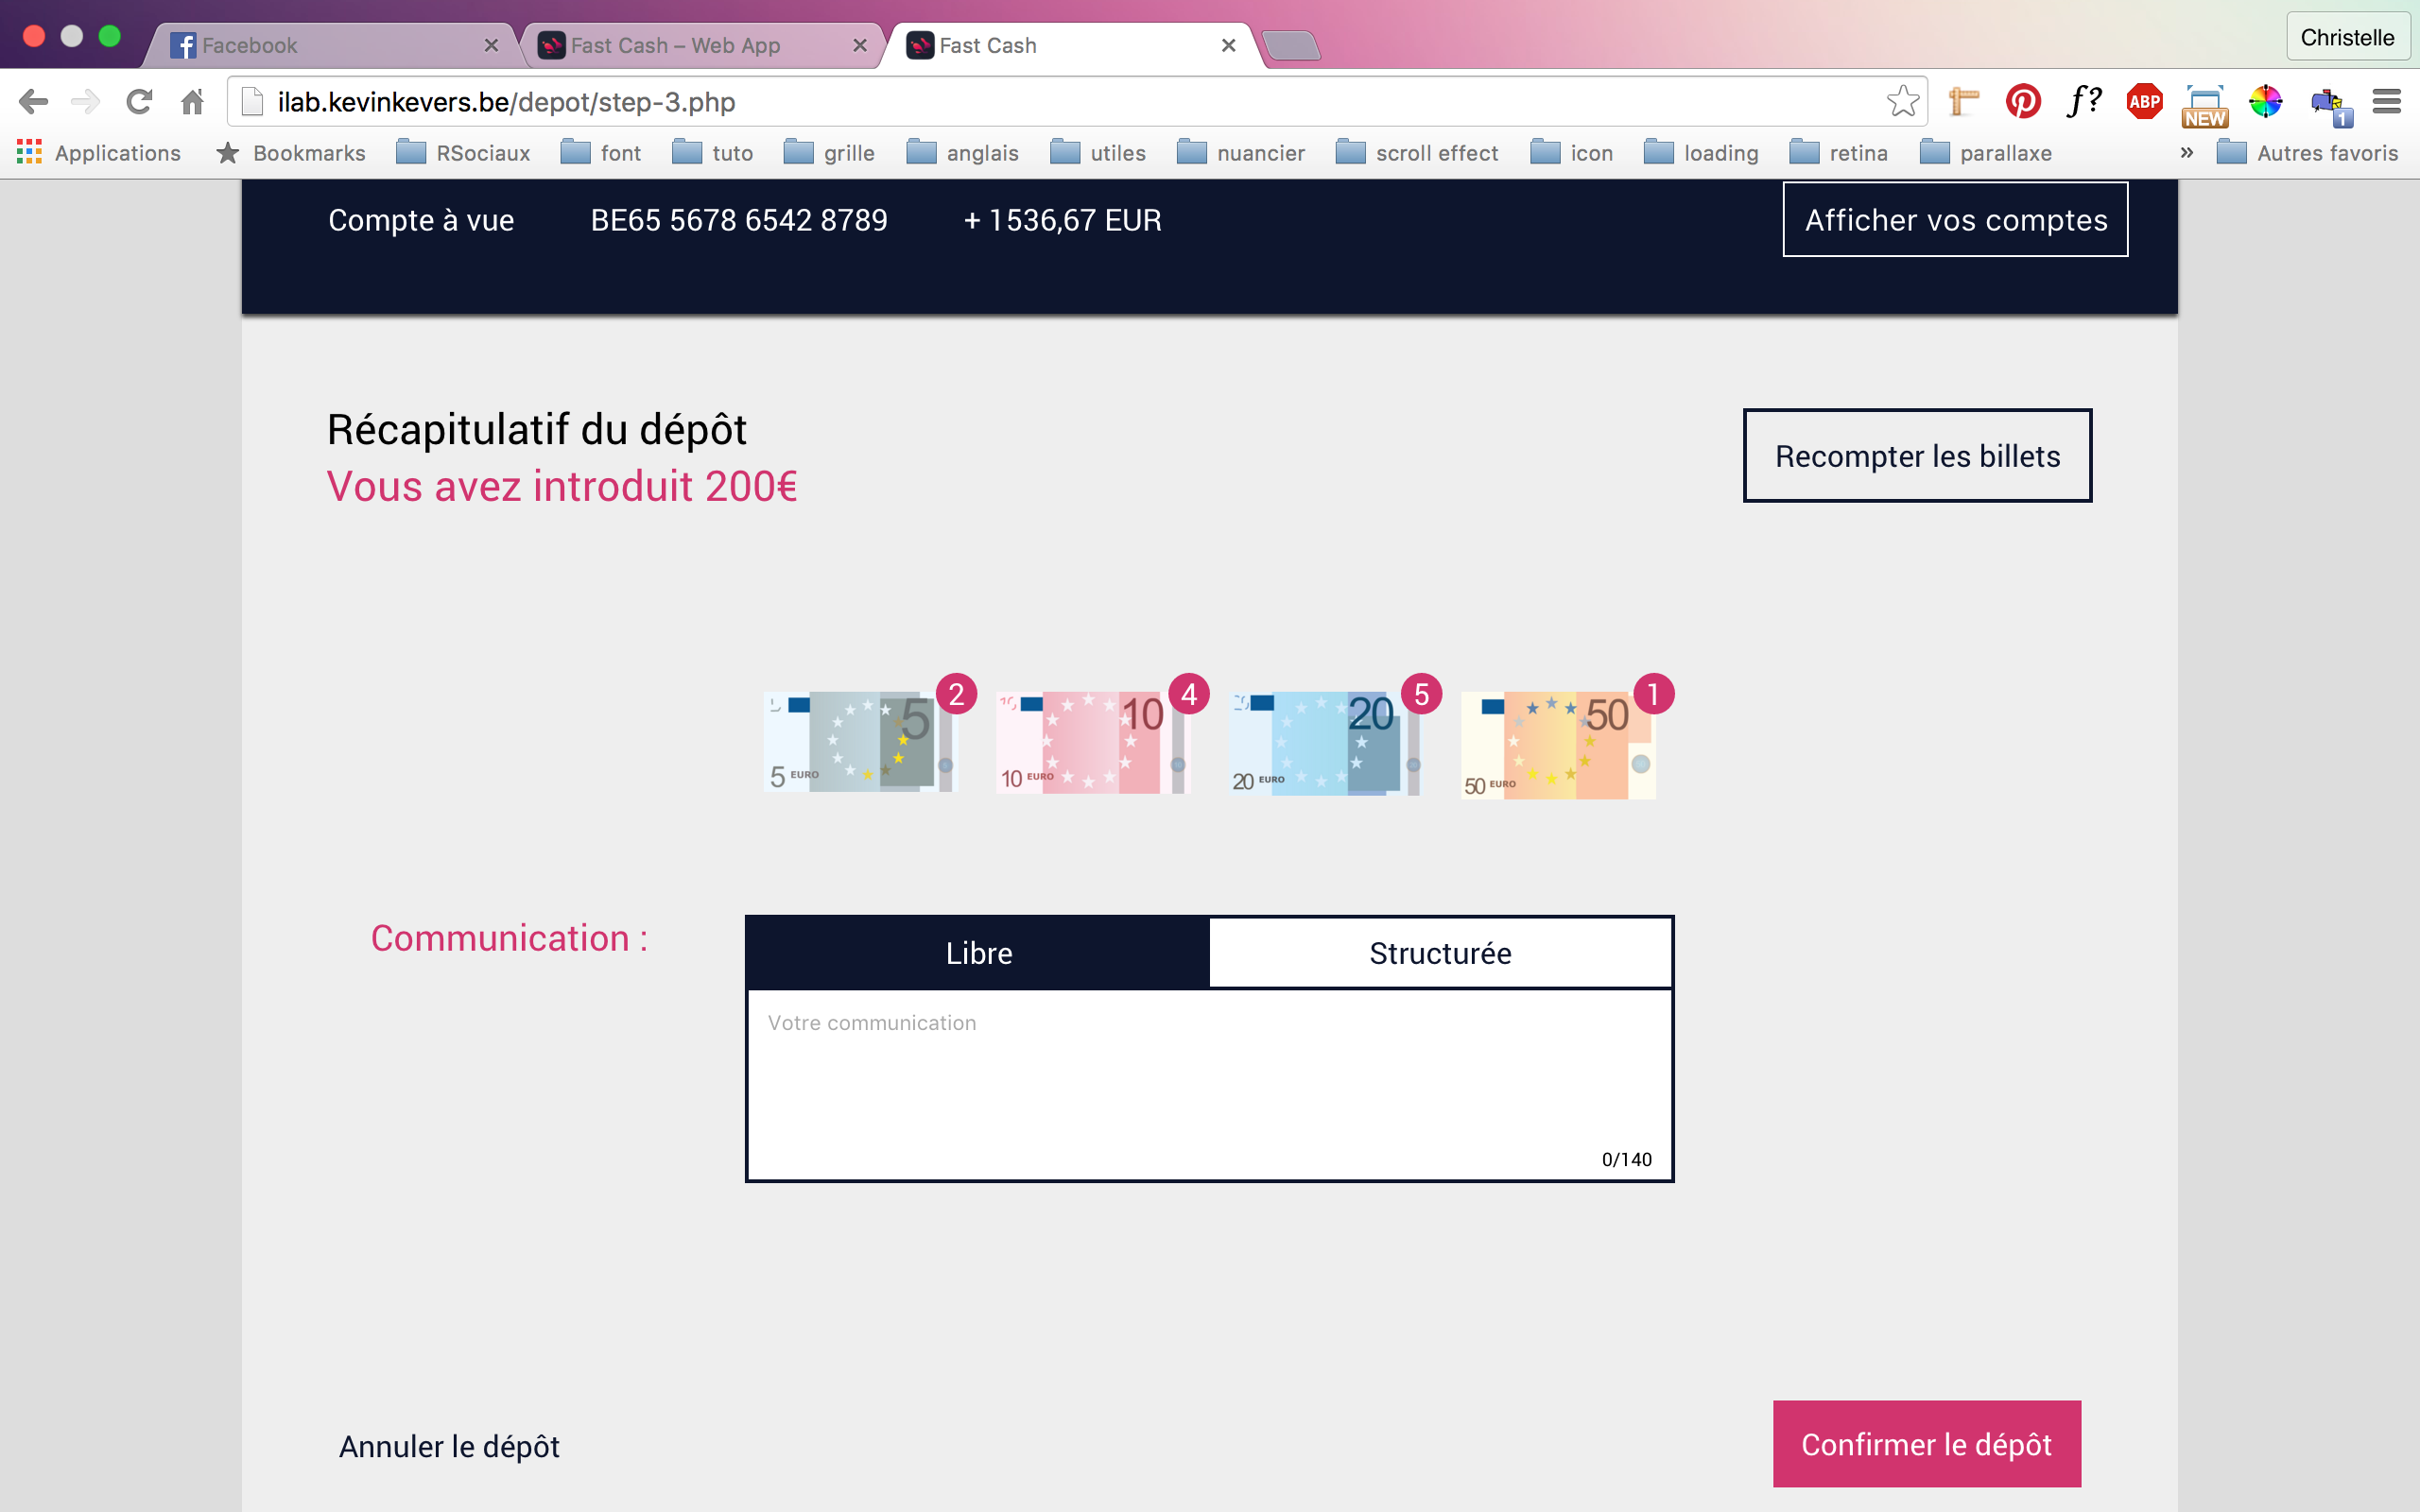 Facebook
Fast Cash – Web App
Fast Cash
Christelle
ilab.kevinkevers.be/depot/step-3.php
f?
ABP
NEW
1
Applications
Bookmarks
RSociaux
font
tuto
grille
anglais
utiles
nuancier
scroll effect
icon
loading
retina
parallaxe
»
Autres favoris
Compte à vue
BE65 5678 6542 8789
+ 1536,67 EUR
Afficher vos comptes
Récapitulatif du dépôt
Vous avez introduit 200€
Recompter les billets
2
4
5
1
5
10
20
50
5 EURO
10 EURO
20 EURO
50 EURO
Communication :
Libre
Structurée
Votre communication
0/140
Annuler le dépôt
Confirmer le dépôt